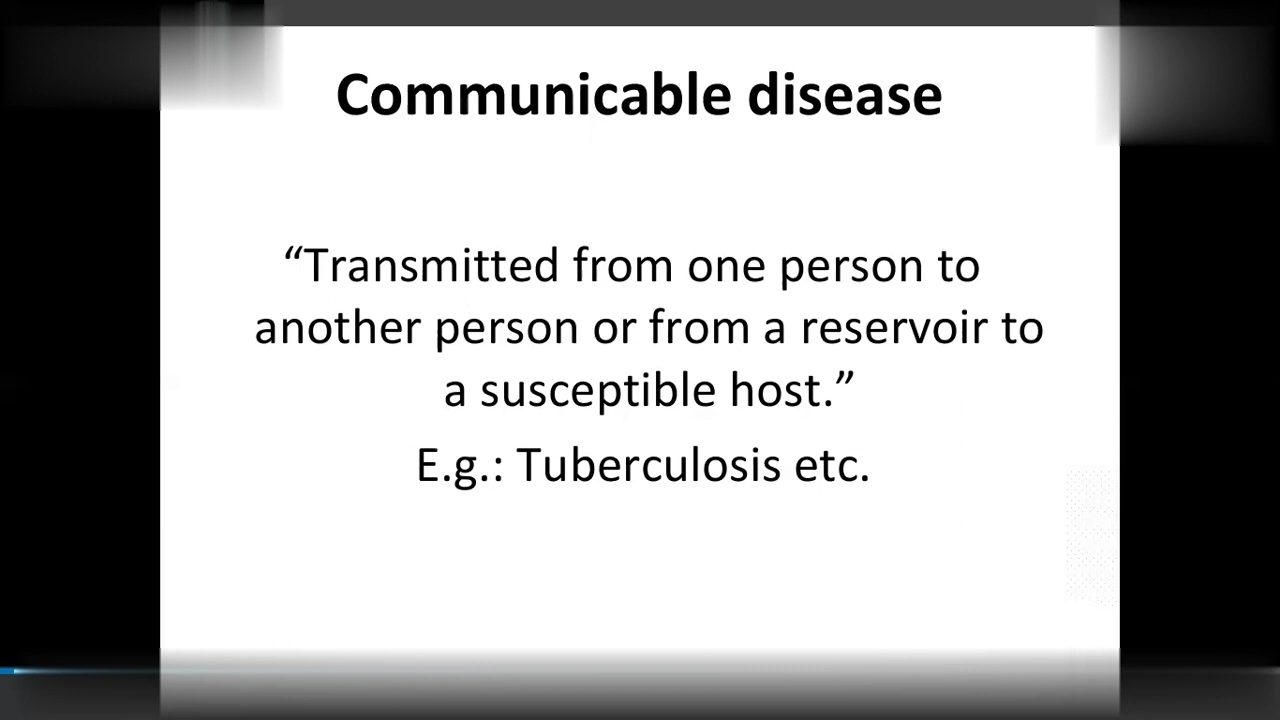 Communicable disease
“Transmitted from one person to
another person or from a reservoir to
a susceptible host.”
E.g.: Tuberculosis etc.